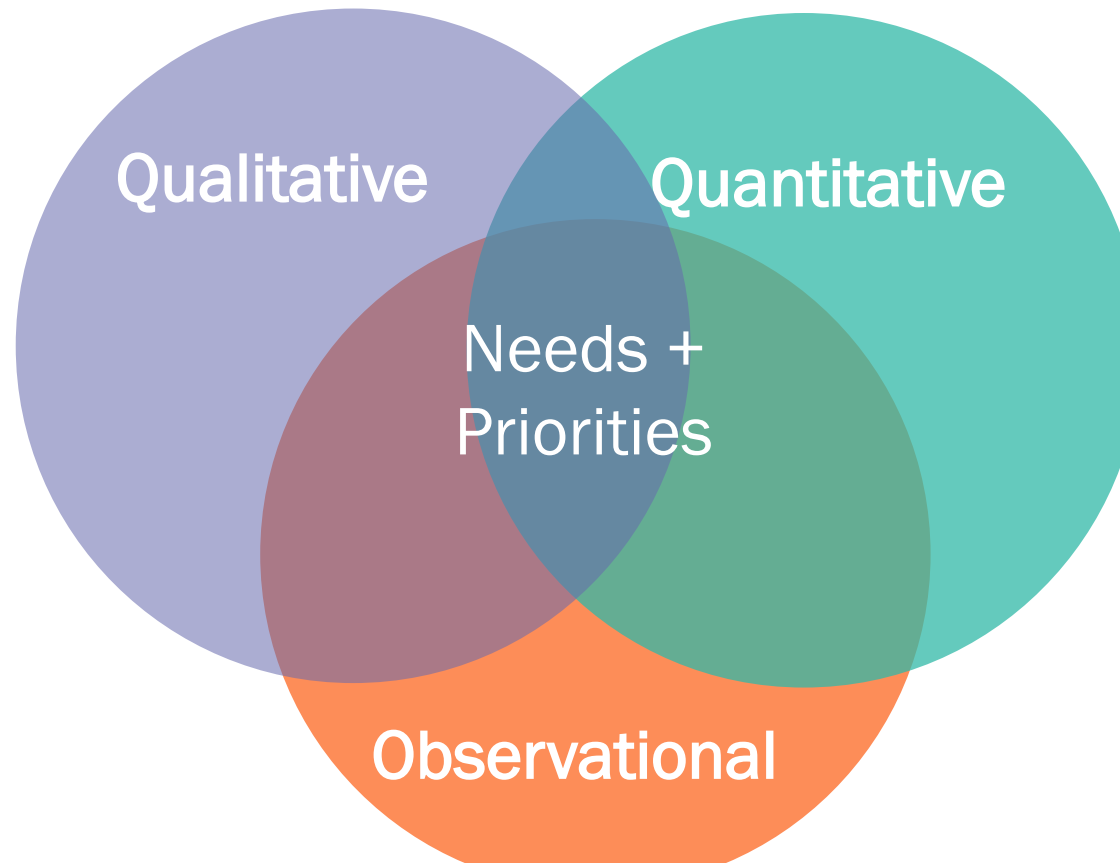 Qualitative
Quantitative
Needs +
Priorities
Observational